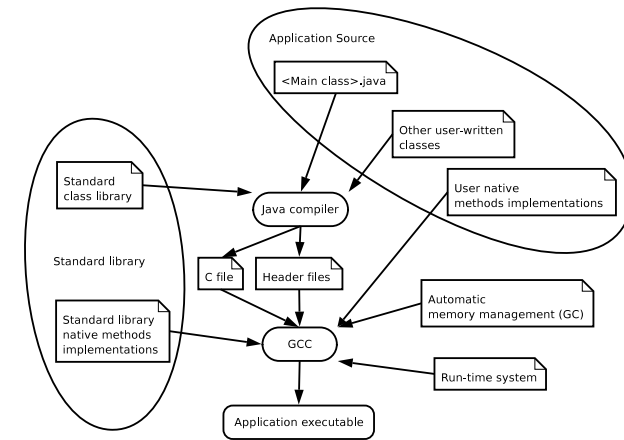 Application Source
<Main class>.java
Other user-written
classes
Standard
class library
User native
methods implementations
Java compiler
Standard library
C file
Header files
Automatic
memory management (GC)
Standard library
native methods
implementations
GCC
Run-time system
Application executable